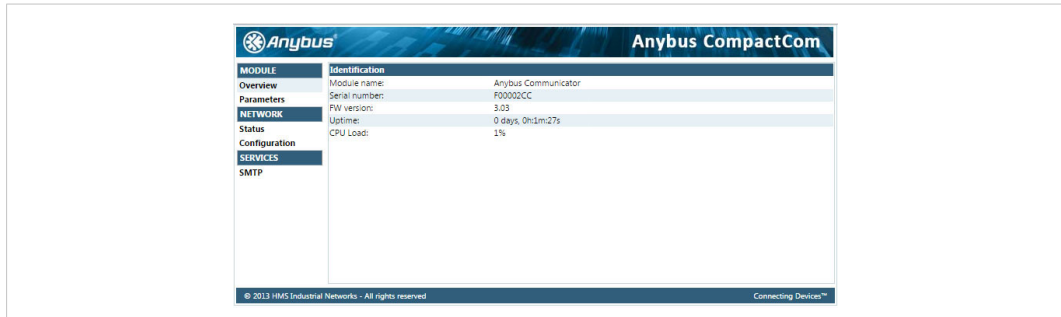 Anybus Anybus CompactCom
MODULE
Overview
Parameters
NETWORK
Status
Configuration
SERVICES
SMTP
Identification
Module name: Anybus Communicator
Serial number: F00002CC
FW version: 3.03
Uptime: 0 days, 0h:1m:27s
CPU Load: 1%
© 2013 HMS Industrial Networks - All rights reserved Connecting Devices™